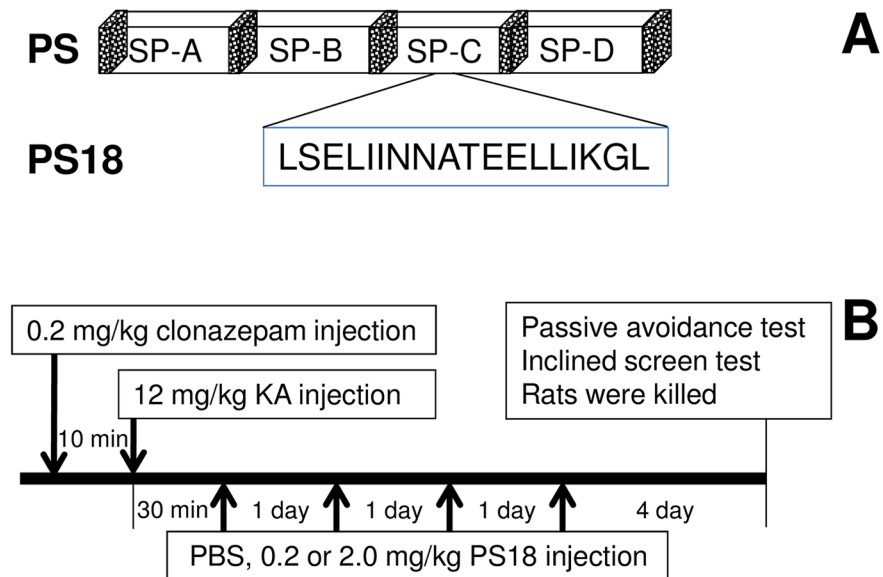 A
PS SP-A SP-B SP-C SP-D
PS18 LSELIINNATEELLIKGL
B
0.2 mg/kg clonazepam injection
12 mg/kg KA injection
Passive avoidance test
Inclined screen test
Rats were killed
10 min
30 min 1 day 1 day 1 day 4 day
PBS, 0.2 or 2.0 mg/kg PS18 injection